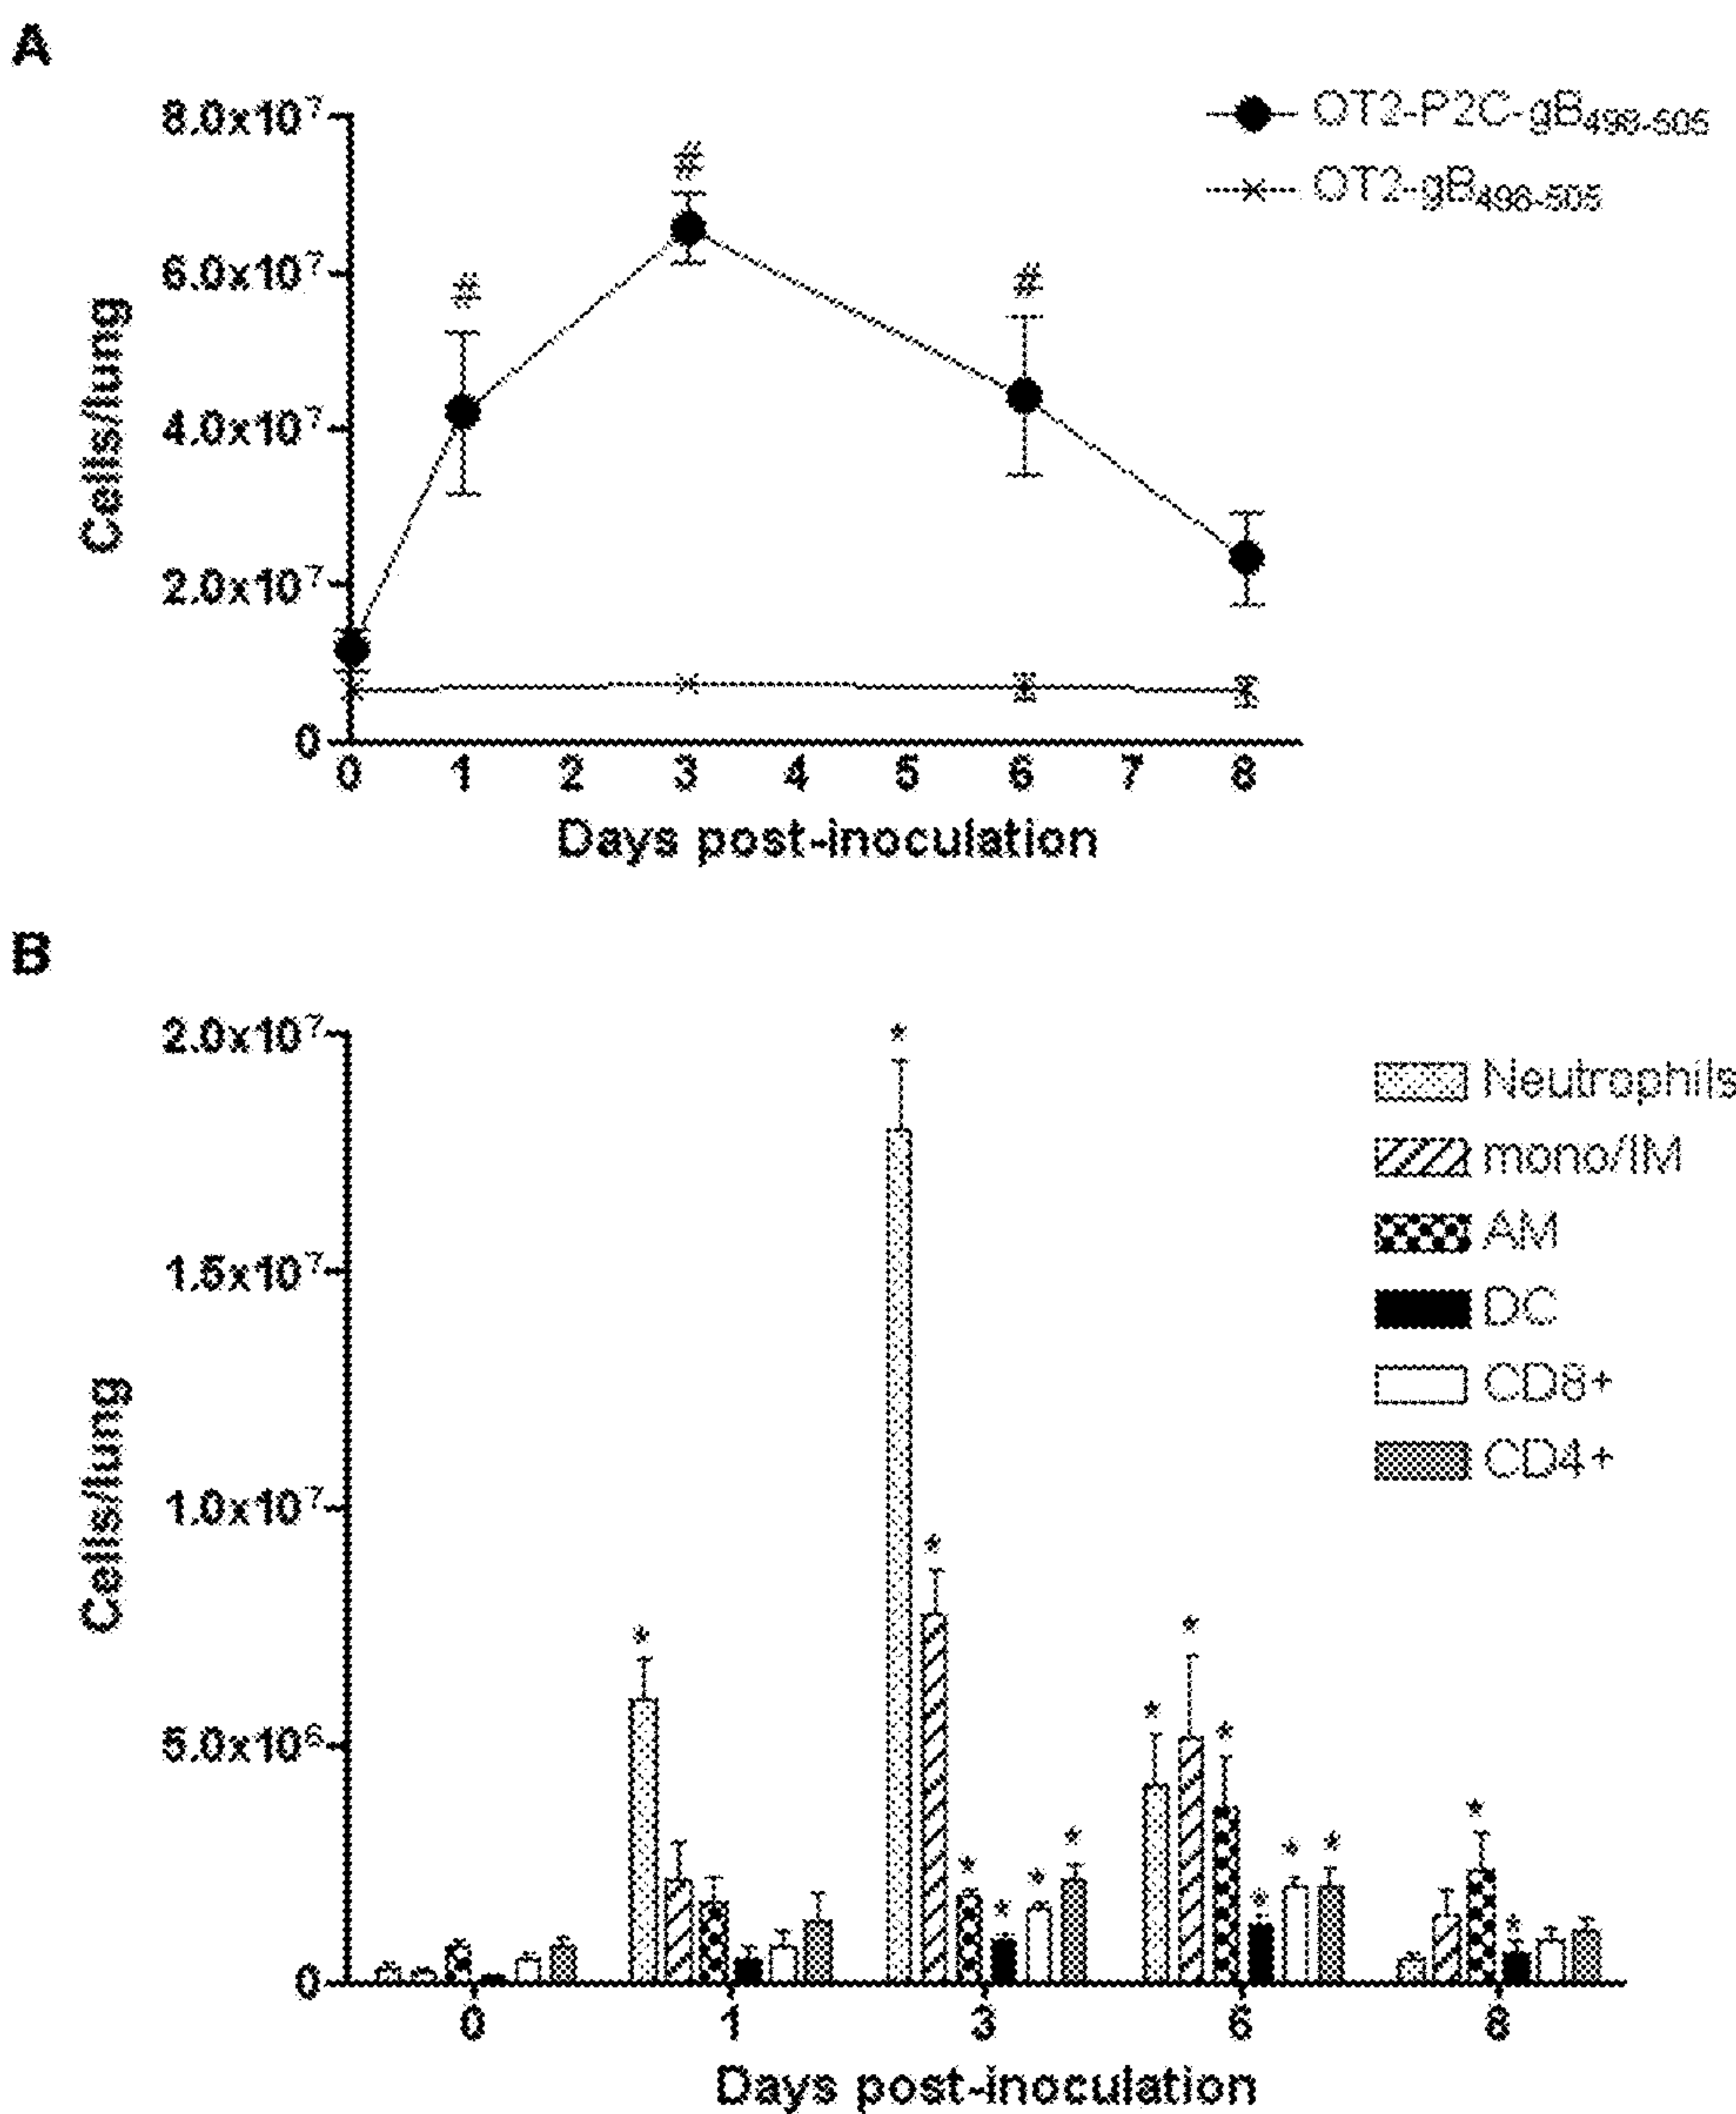 A
8.0x10⁷
6.0x10⁷
4.0x10⁷
2.0x10⁷
0
Cells/lung
# # #
OT2-P2C-gB₄₉₈₋₅₀₅
OT2-gB₄₉₈₋₅₀₅
0 1 2 3 4 5 6 7 8
Days post-inoculation
B
2.0x10⁷
1.5x10⁷
1.0x10⁷
5.0x10⁶
0
Cells/lung
* * * * * * * * * * * * * * *
Neutrophils
mono/IM
AM
DC
CD8+
CD4+
0 1 3 6 8
Days post-inoculation